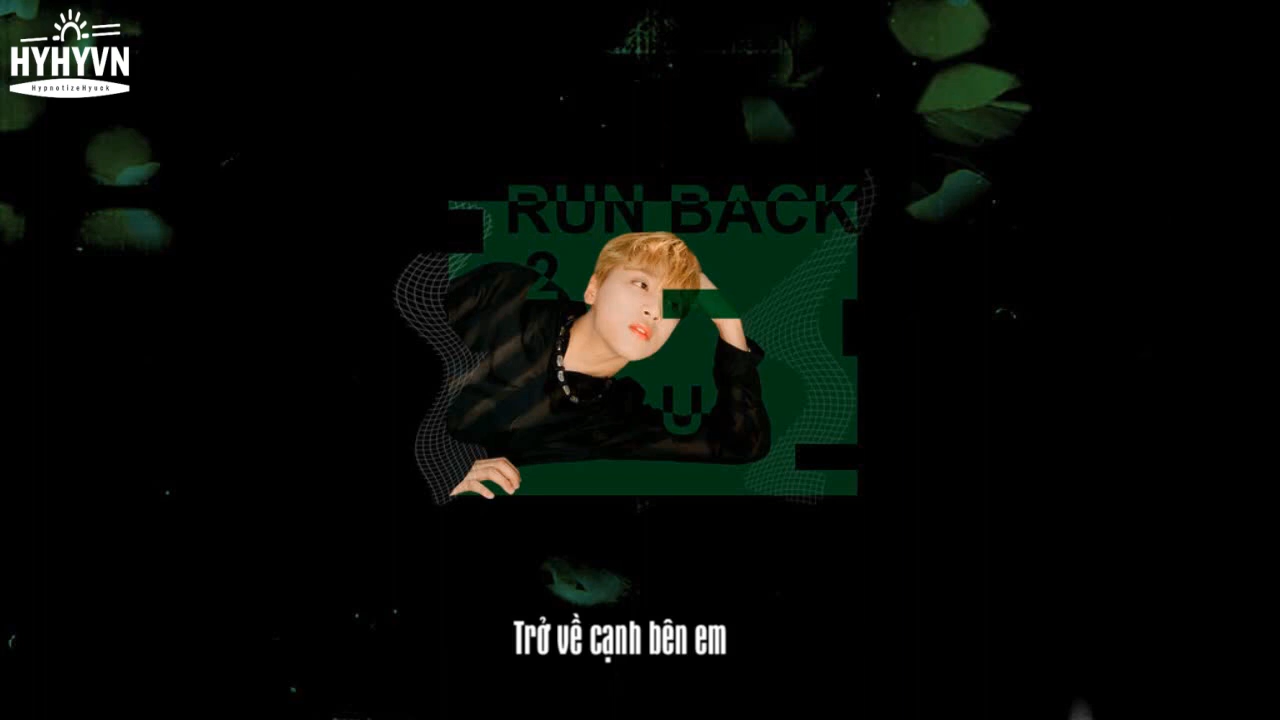 HYHYVN
HypnotizeHyuck
RUN BACK
2
U
Trở về cạnh bên em